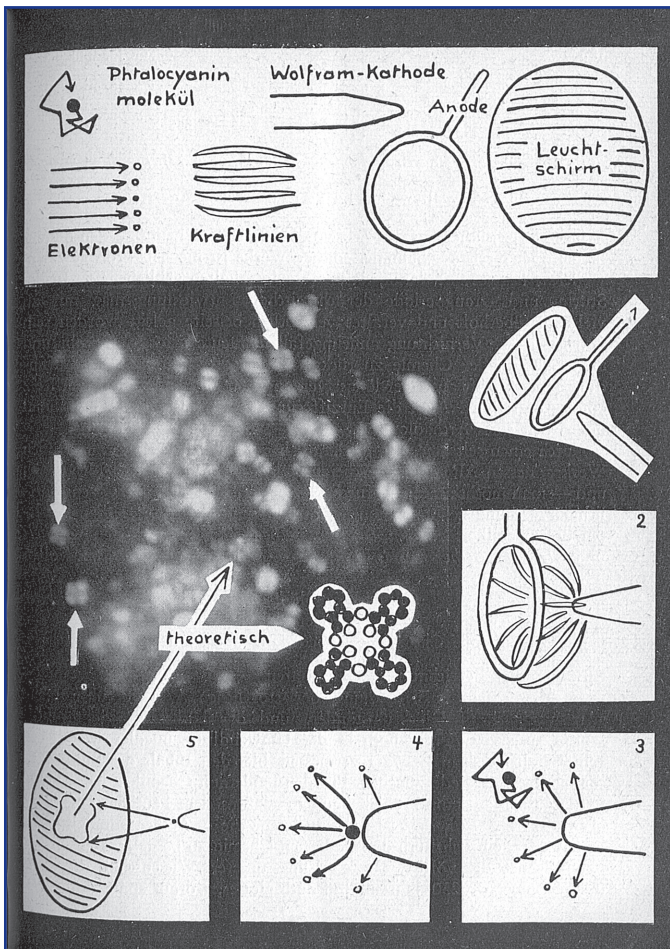 Phtalocyanin
molekül
Wolfram-Kathode
Anode
Leucht-
schirm
Elektronen
Kraftlinien
1
2
theoretisch
5
4
3